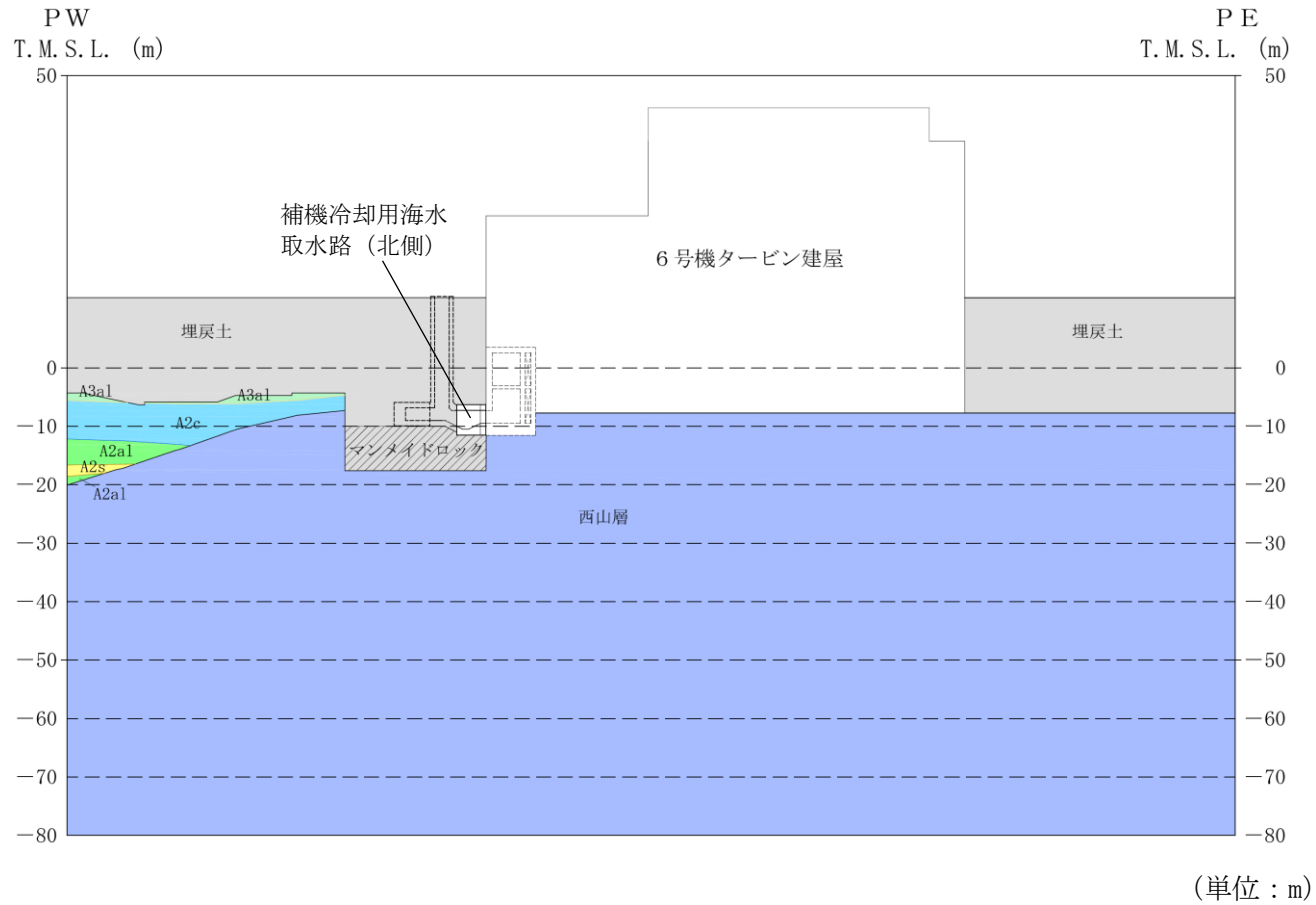 ＰＷ
ＰＥ
T.M.S.L. (m)
T.M.S.L. (m)
50
50
補機冷却用海水
取水路（北側）
６号機タービン建屋
埋戻土
埋戻土
0
0
A3al
A3al
A2c
－10
－10
A2al
マンメイドロック
A2s
－20
－20
A2al
西山層
－30
－30
－40
－40
－50
－50
－60
－60
－70
－70
－80
－80
(単位：m)